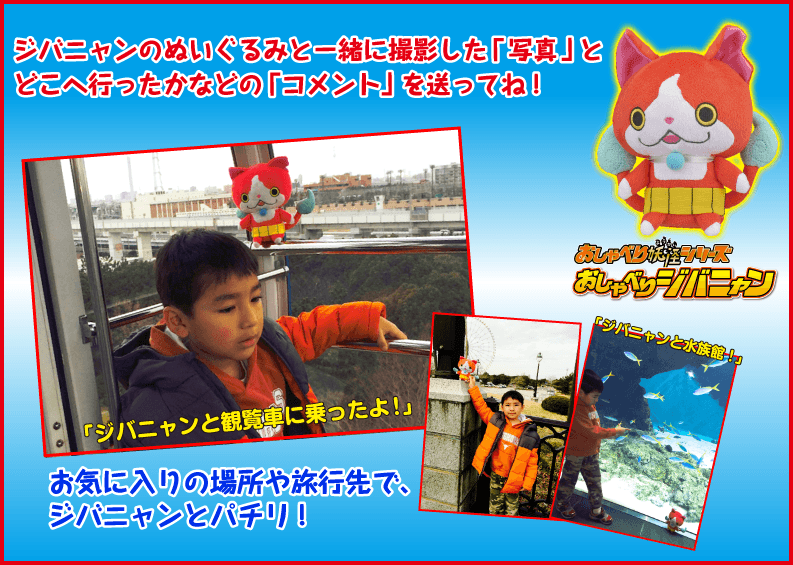 ジバニャンのぬいぐるみと一緒に撮影した「写真」と
どこへ行ったかなどの「コメント」を送ってね！
おしゃべり妖怪シリーズ
おしゃべりジバニャン
「ジバニャンと観覧車に乗ったよ！」
「ジバニャンと水族館！」
お気に入りの場所や旅行先で、
ジバニャンとパチリ！